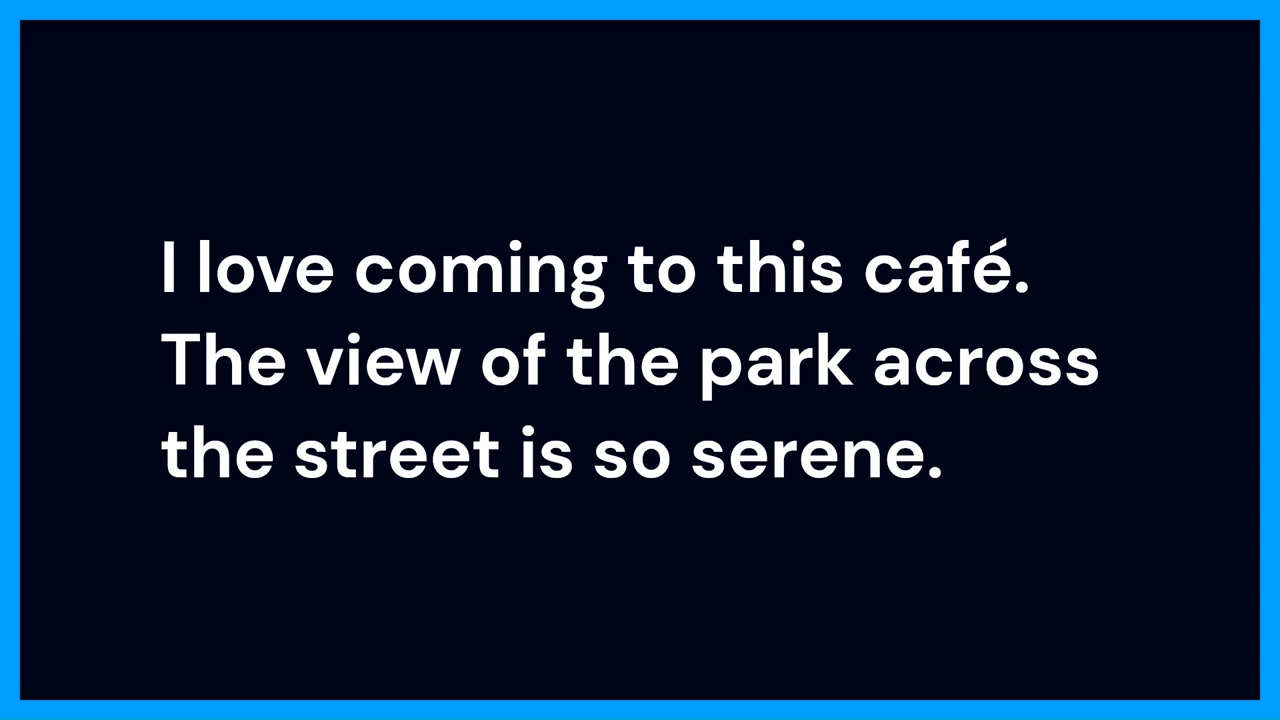 I love coming to this café.
The view of the park across
the street is so serene.